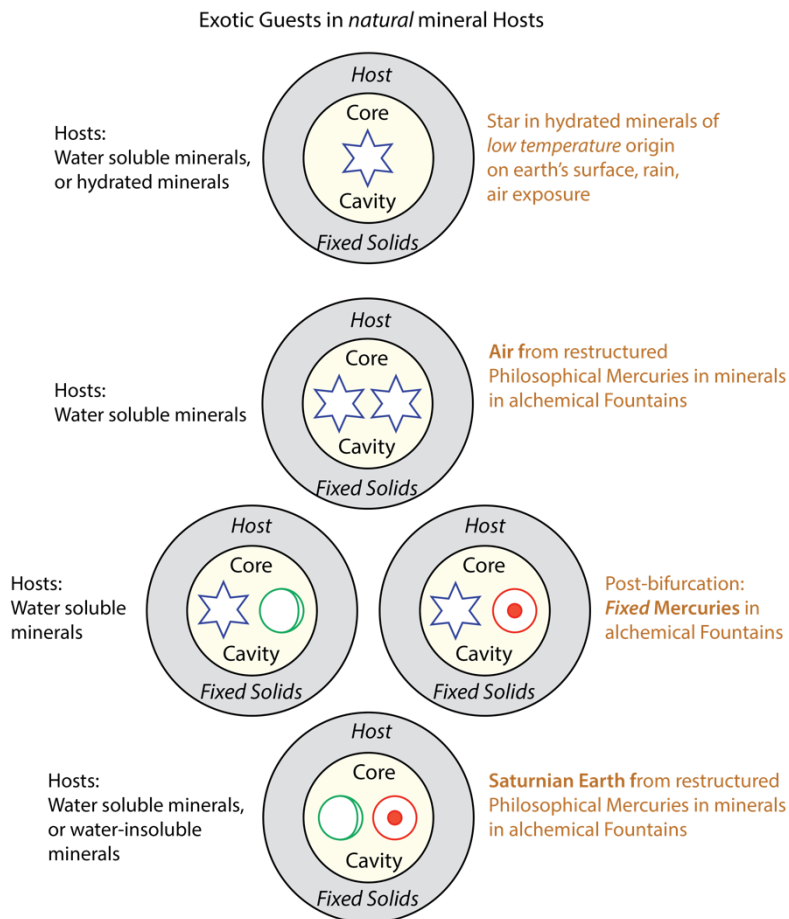 Exotic Guests in natural mineral Hosts
Host
Core
Cavity
Fixed Solids
Hosts:
Water soluble minerals,
or hydrated minerals
Star in hydrated minerals of
low temperature origin
on earth's surface, rain,
air exposure
Host
Core
Cavity
Fixed Solids
Hosts:
Water soluble minerals
Air from restructured
Philosophical Mercuries in minerals
in alchemical Fountains
Hosts:
Water soluble
minerals
Host
Core
Cavity
Fixed Solids
Host
Core
Cavity
Fixed Solids
Post-bifurcation:
Fixed Mercuries in
alchemical Fountains
Hosts:
Water soluble minerals,
or water-insoluble
minerals
Host
Core
Cavity
Fixed Solids
Saturnian Earth from restructured
Philosophical Mercuries in minerals
in alchemical Fountains